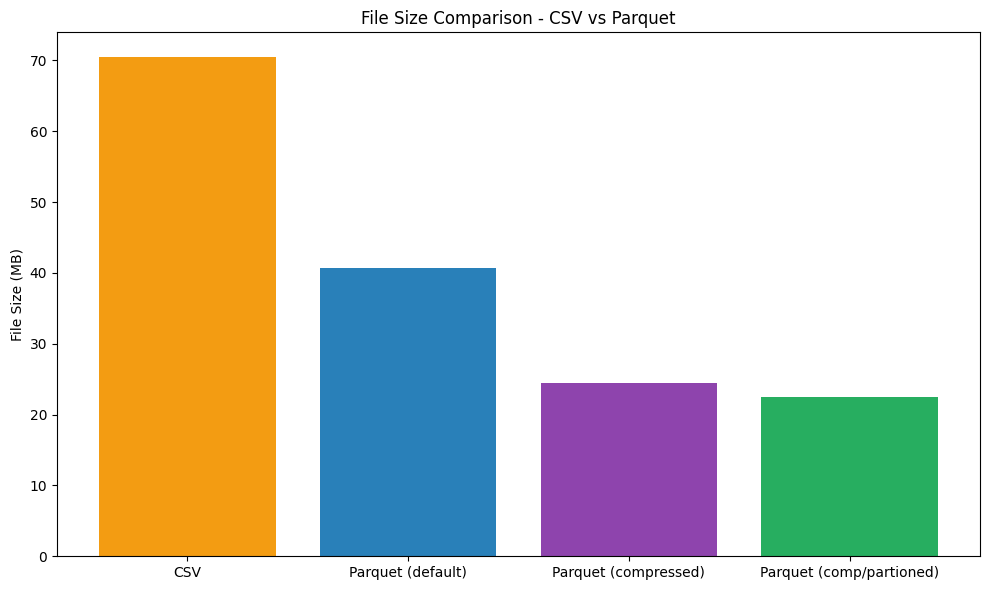 File Size Comparison - CSV vs Parquet
File Size (MB)
70
60
50
40
30
20
10
0
CSV
Parquet (default)
Parquet (compressed)
Parquet (comp/partioned)